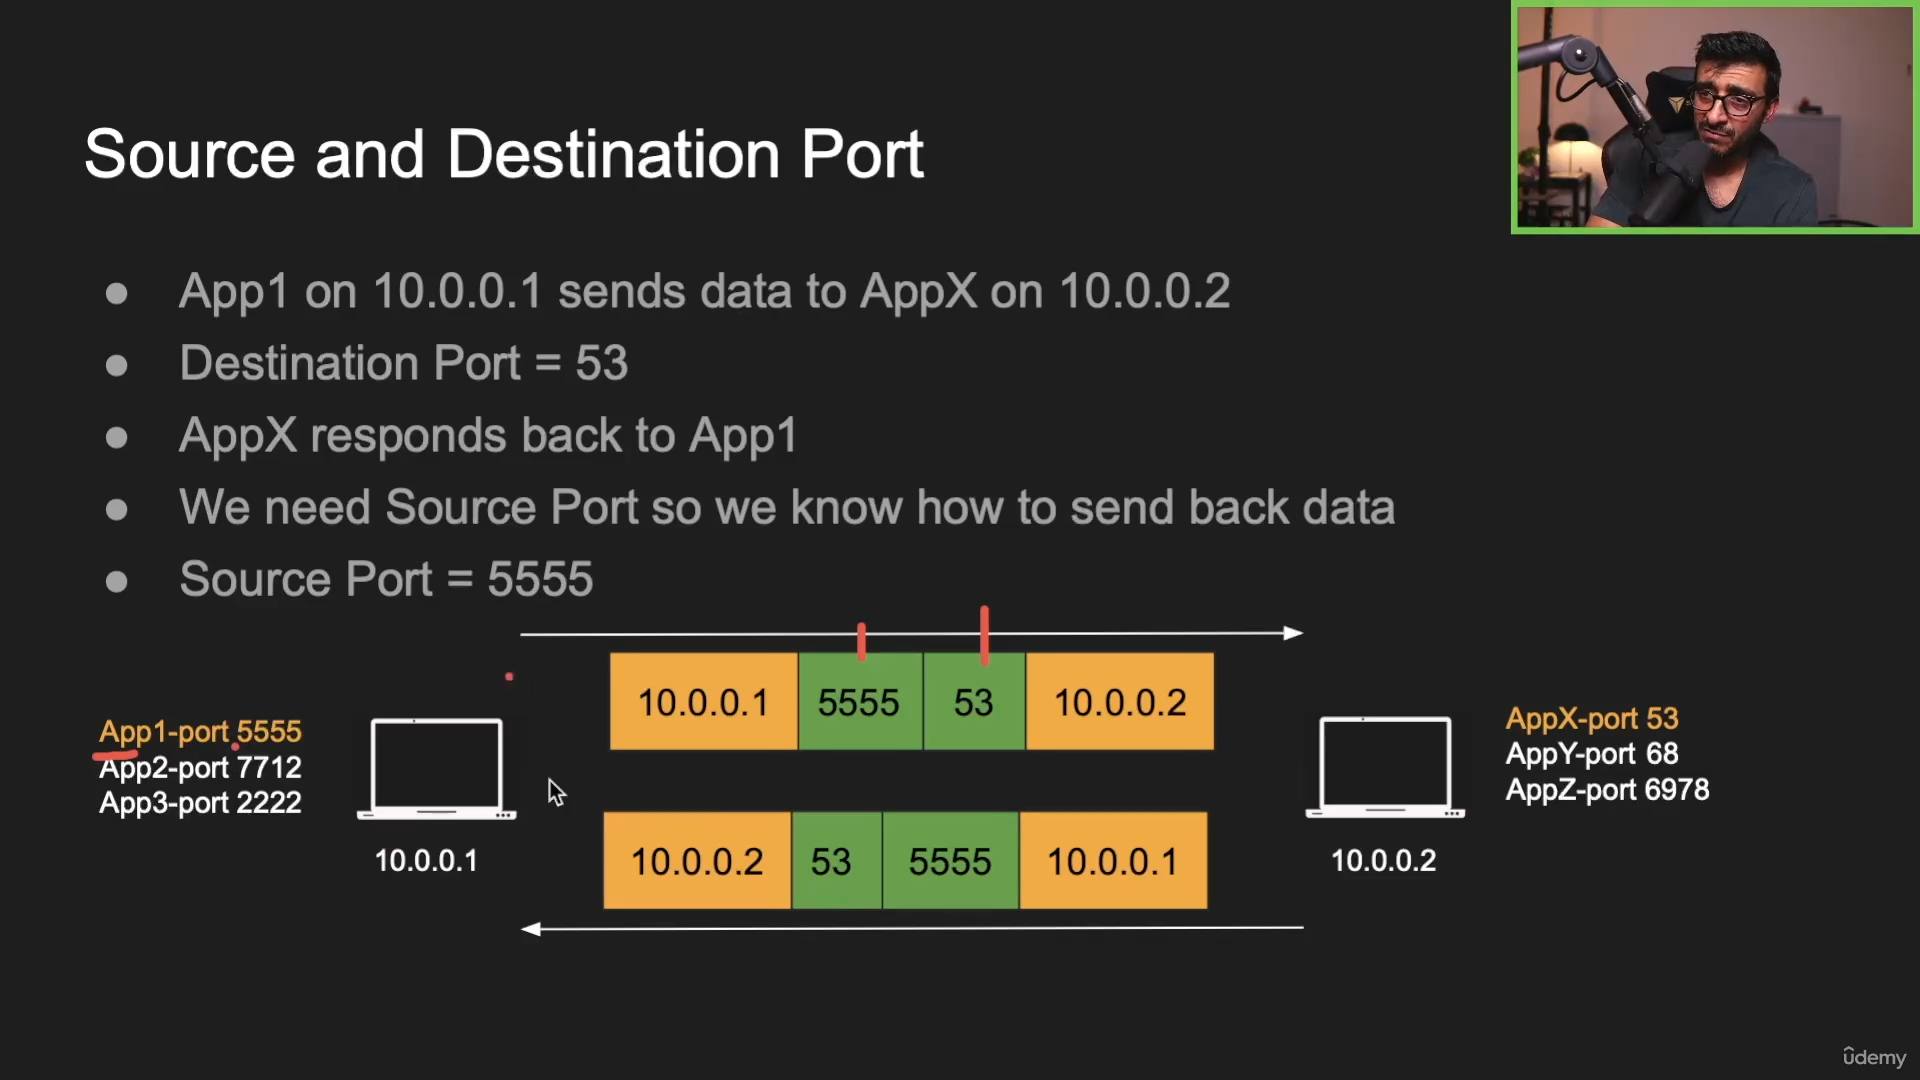 Source and Destination Port
● App1 on 10.0.0.1 sends data to AppX on 10.0.0.2
● Destination Port = 53
● AppX responds back to App1
● We need Source Port so we know how to send back data
● Source Port = 5555
10.0.0.1 5555 53 10.0.0.2
App1-port 5555
App2-port 7712
App3-port 2222
10.0.0.1
AppX-port 53
AppY-port 68
AppZ-port 6978
10.0.0.2
10.0.0.2 53 5555 10.0.0.1
ûdemy